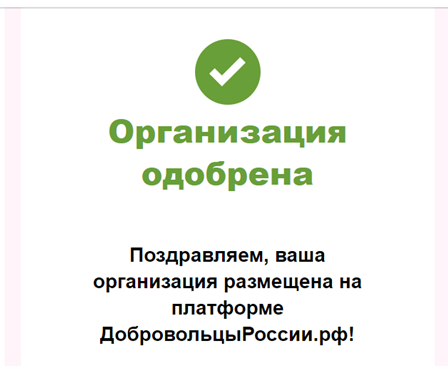 Организация
одобрена
Поздравляем, ваша
организация размещена на
платформе
ДобровольцыРоссии.рф!